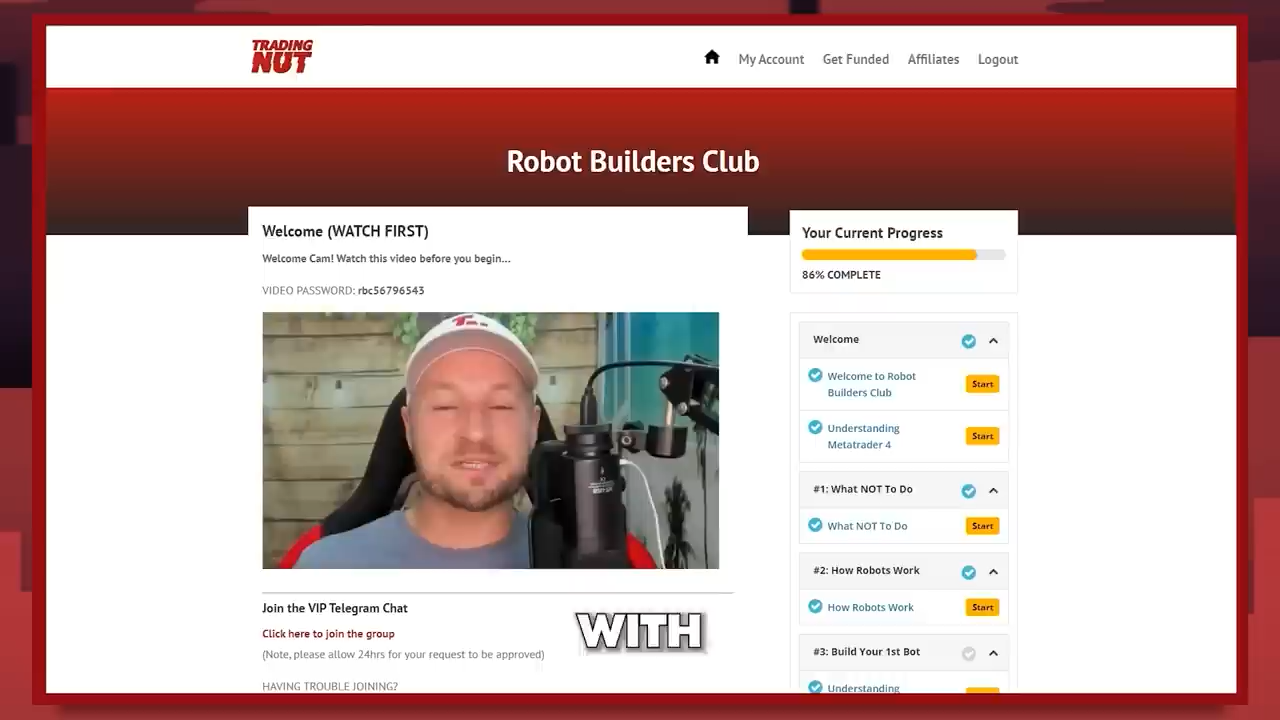 TRADING
NUT
My Account
Get Funded
Affiliates
Logout
Robot Builders Club
Welcome (WATCH FIRST)
Welcome Cam! Watch this video before you begin...
VIDEO PASSWORD: rbc56796543
Join the VIP Telegram Chat
Click here to join the group
(Note, please allow 24hrs for your request to be approved)
HAVING TROUBLE JOINING?
WITH
Your Current Progress
86% COMPLETE
Welcome
Welcome to Robot
Builders Club
Start
Understanding
Metatrader 4
Start
#1: What NOT To Do
What NOT To Do
Start
#2: How Robots Work
How Robots Work
Start
#3: Build Your 1st Bot
Understanding